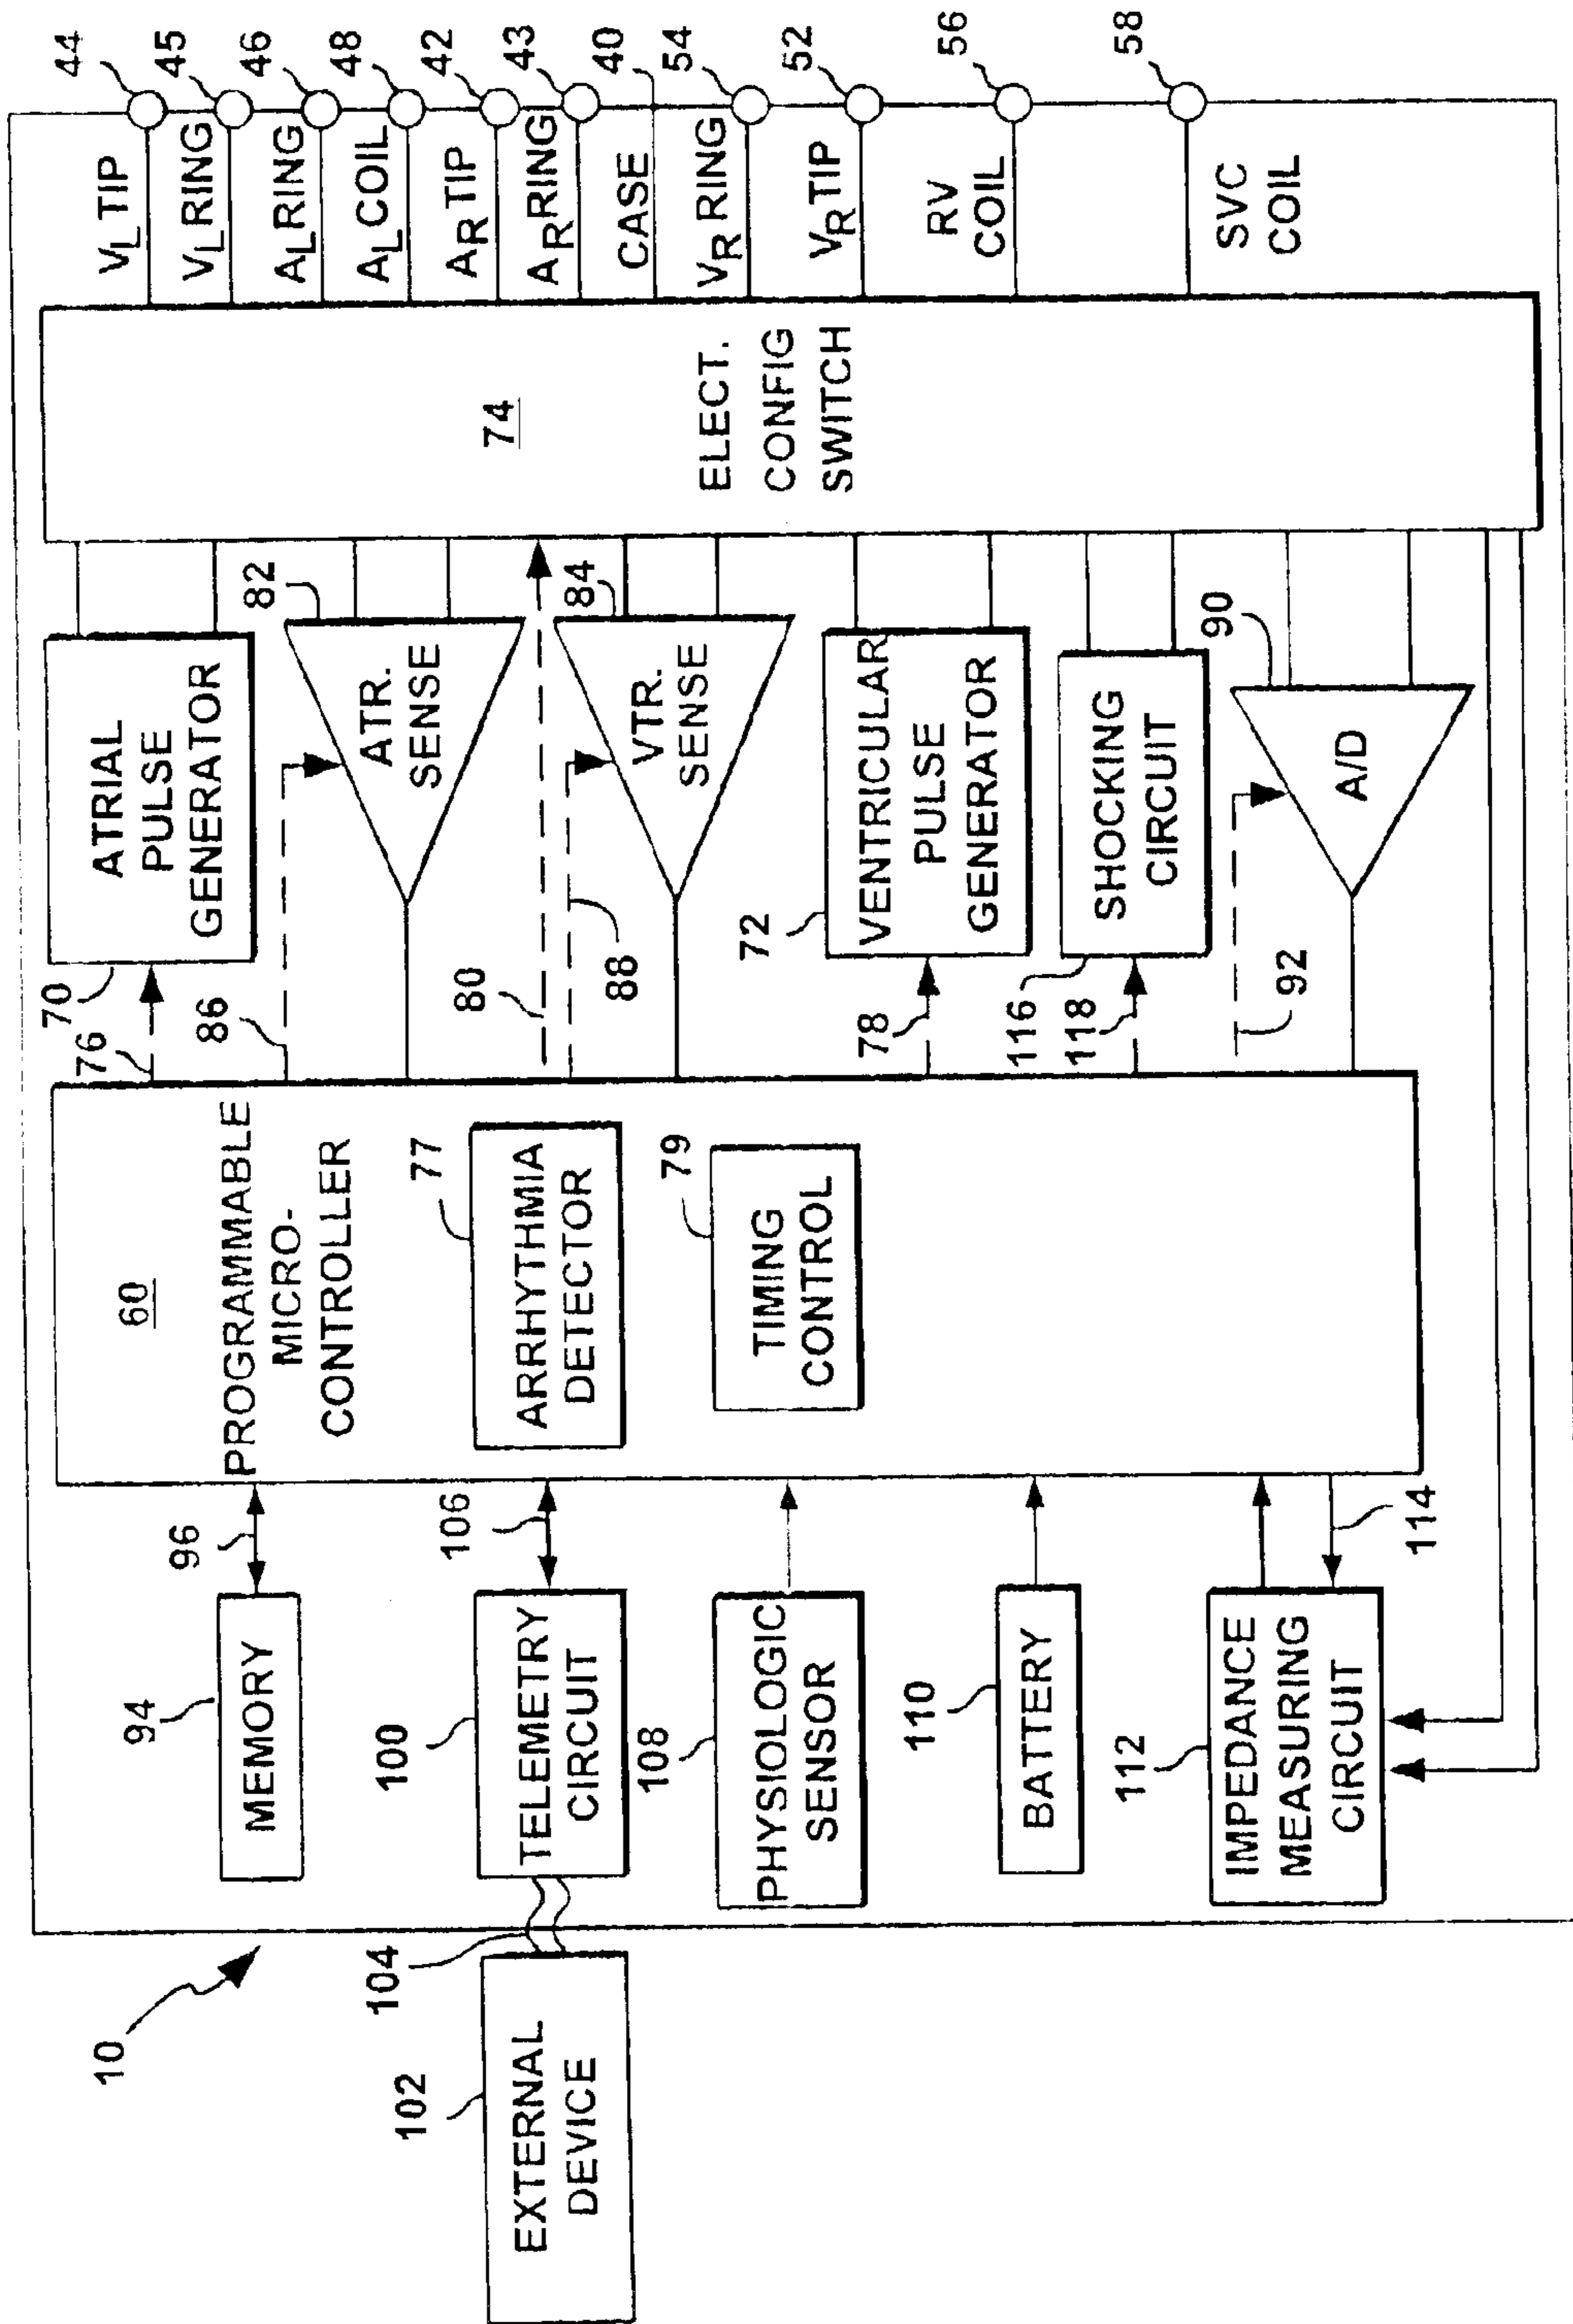 10
102
EXTERNAL
DEVICE
104
94
MEMORY
96
100
TELEMETRY
CIRCUIT
106
108
PHYSIOLOGIC
SENSOR
110
BATTERY
112
IMPEDANCE
MEASURING
CIRCUIT
114
60
PROGRAMMABLE
MICRO-
CONTROLLER
77
ARRHYTHMIA
DETECTOR
79
TIMING
CONTROL
76
70
ATRIAL
PULSE
GENERATOR
86
82
ATR.
SENSE
80
88
84
VTR.
SENSE
78
72
VENTRICULAR
PULSE
GENERATOR
118
116
SHOCKING
CIRCUIT
92
90
A/D
74
ELECT.
CONFIG
SWITCH
VL TIP
44
VL RING
45
AL RING
46
AL COIL
48
AR TIP
42
AR RING
43
CASE
40
VR RING
54
VR TIP
52
RV
COIL
56
SVC
COIL
58